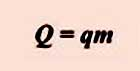 Q = qm